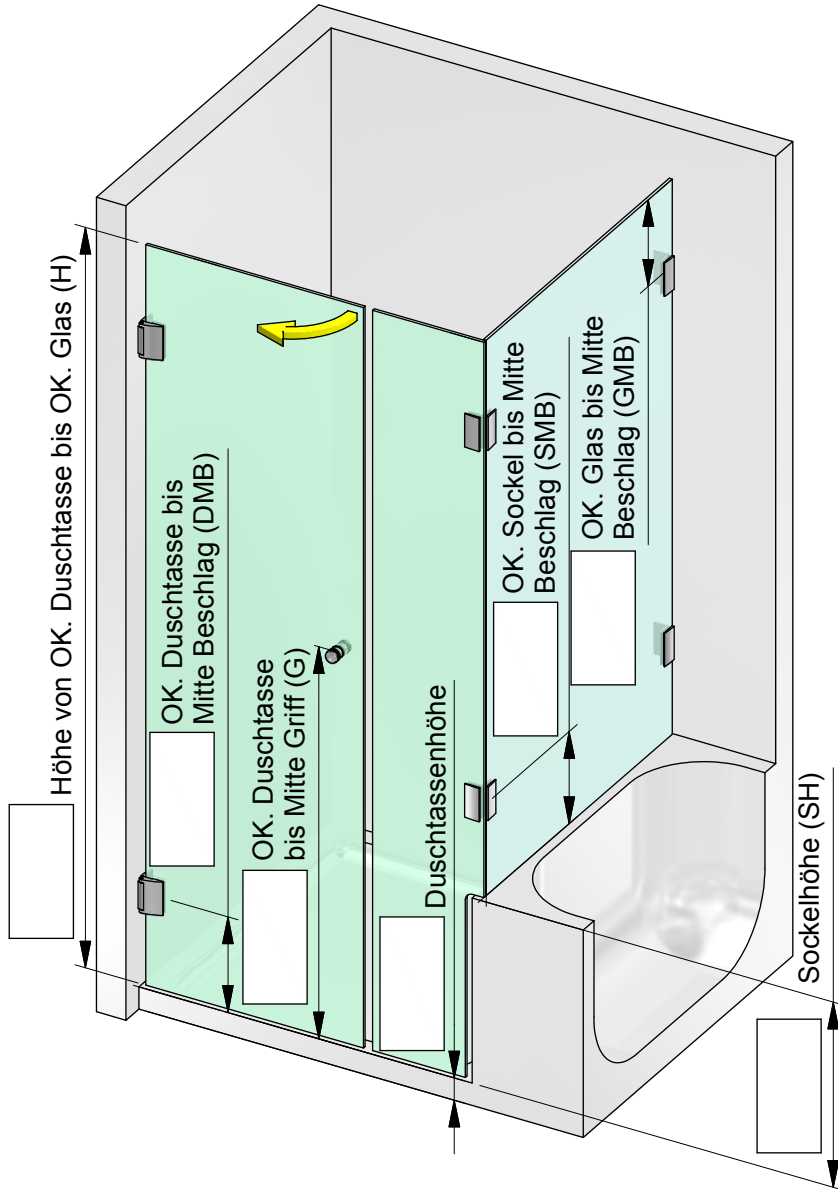 Höhe von OK. Duschtasse bis OK. Glas (H)
OK. Duschtasse bis
Mitte Beschlag (DMB)
OK. Duschtasse
bis Mitte Griff (G)
Duschtassenhöhe
OK. Sockel bis Mitte
Beschlag (SMB)
OK. Glas bis Mitte
Beschlag (GMB)
Sockelhöhe (SH)